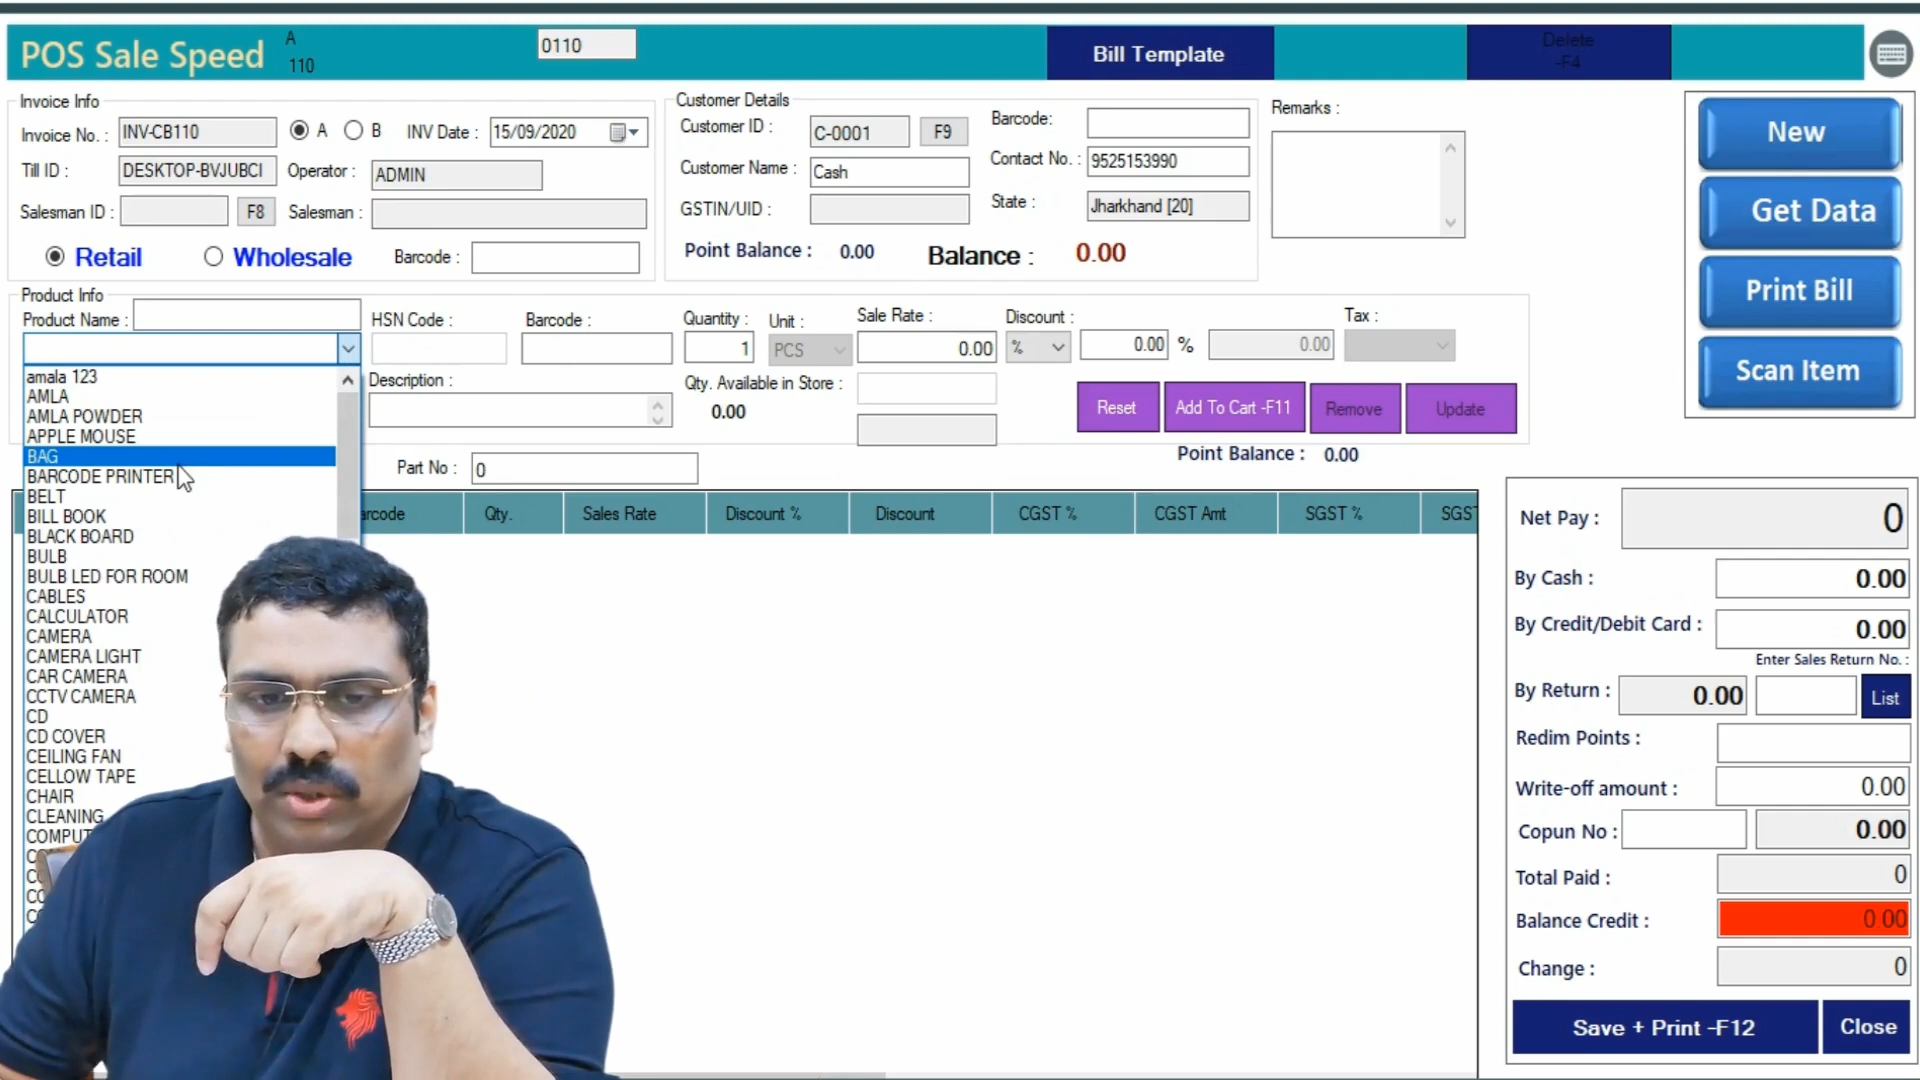 POS Sale Speed
A
110
0110
Bill Template
Delete
-F4
Invoice Info
Invoice No. : INV-CB110 A B INV Date : 15/09/2020
Till ID : DESKTOP-BVJUBCI Operator : ADMIN
Salesman ID : F8 Salesman :
Retail Wholesale Barcode :
Customer Details
Customer ID : C-0001 F9 Barcode:
Customer Name : Cash Contact No. : 9525153990
GSTIN/UID : State : Jharkhand [20]
Point Balance : 0.00 Balance : 0.00
Remarks :
New
Get Data
Print Bill
Scan Item
Product Info
Product Name : HSN Code : Barcode : Quantity : Unit : Sale Rate : Discount : Tax :
1 PCS 0.00 % 0.00 % 0.00
Description : Qty. Available in Store :
0.00
Reset Add To Cart -F11 Remove Update
Point Balance : 0.00
Part No : 0
amala 123
AMLA
AMLA POWDER
APPLE MOUSE
BAG
BARCODE PRINTER
BELT
BILL BOOK
BLACK BOARD
BULB
BULB LED FOR ROOM
CABLES
CALCULATOR
CAMERA
CAMERA LIGHT
CAR CAMERA
CCTV CAMERA
CD
CD COVER
CEILING FAN
CELLOW TAPE
CHAIR
CLEANING
arcode Qty. Sales Rate Discount % Discount CGST % CGST Amt SGST % SGST
Net Pay : 0
By Cash : 0.00
By Credit/Debit Card : 0.00
Enter Sales Return No. :
By Return : 0.00 List
Redim Points :
Write-off amount : 0.00
Copun No : 0.00
Total Paid : 0
Balance Credit : 0.00
Change : 0
Save + Print -F12 Close